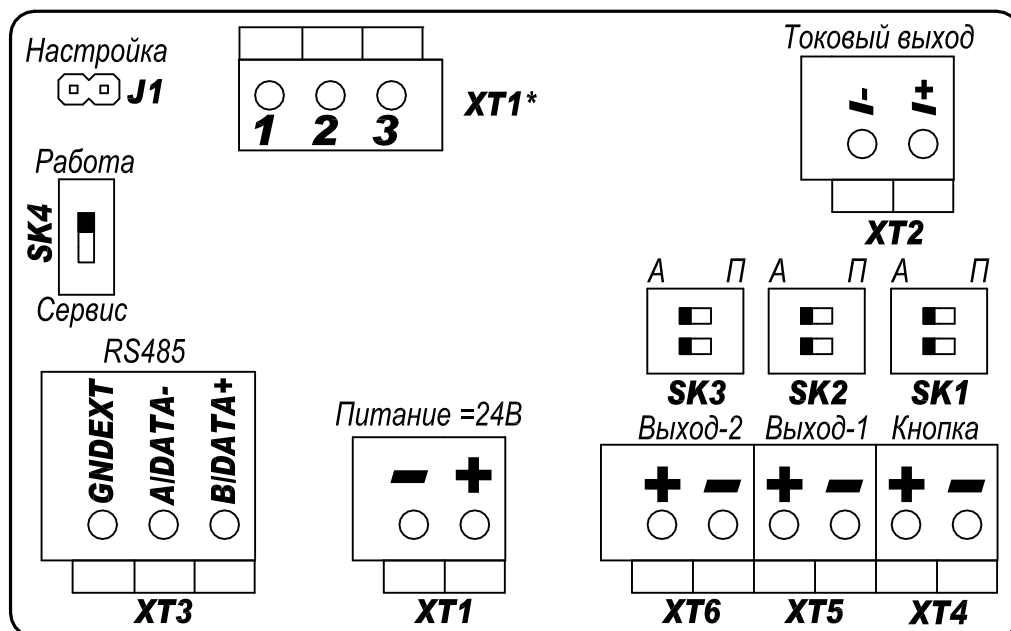 Настройка
J1
1 2 3
XT1*
Токовый выход
I- I+
XT2
Работа
SK4
Сервис
А П
А П
А П
SK3
SK2
SK1
RS485
GNDEXT
A/DATA-
B/DATA+
XT3
Питание =24В
- +
XT1
Выход-2
Выход-1
Кнопка
+ -
+ -
+ -
XT6
XT5
XT4